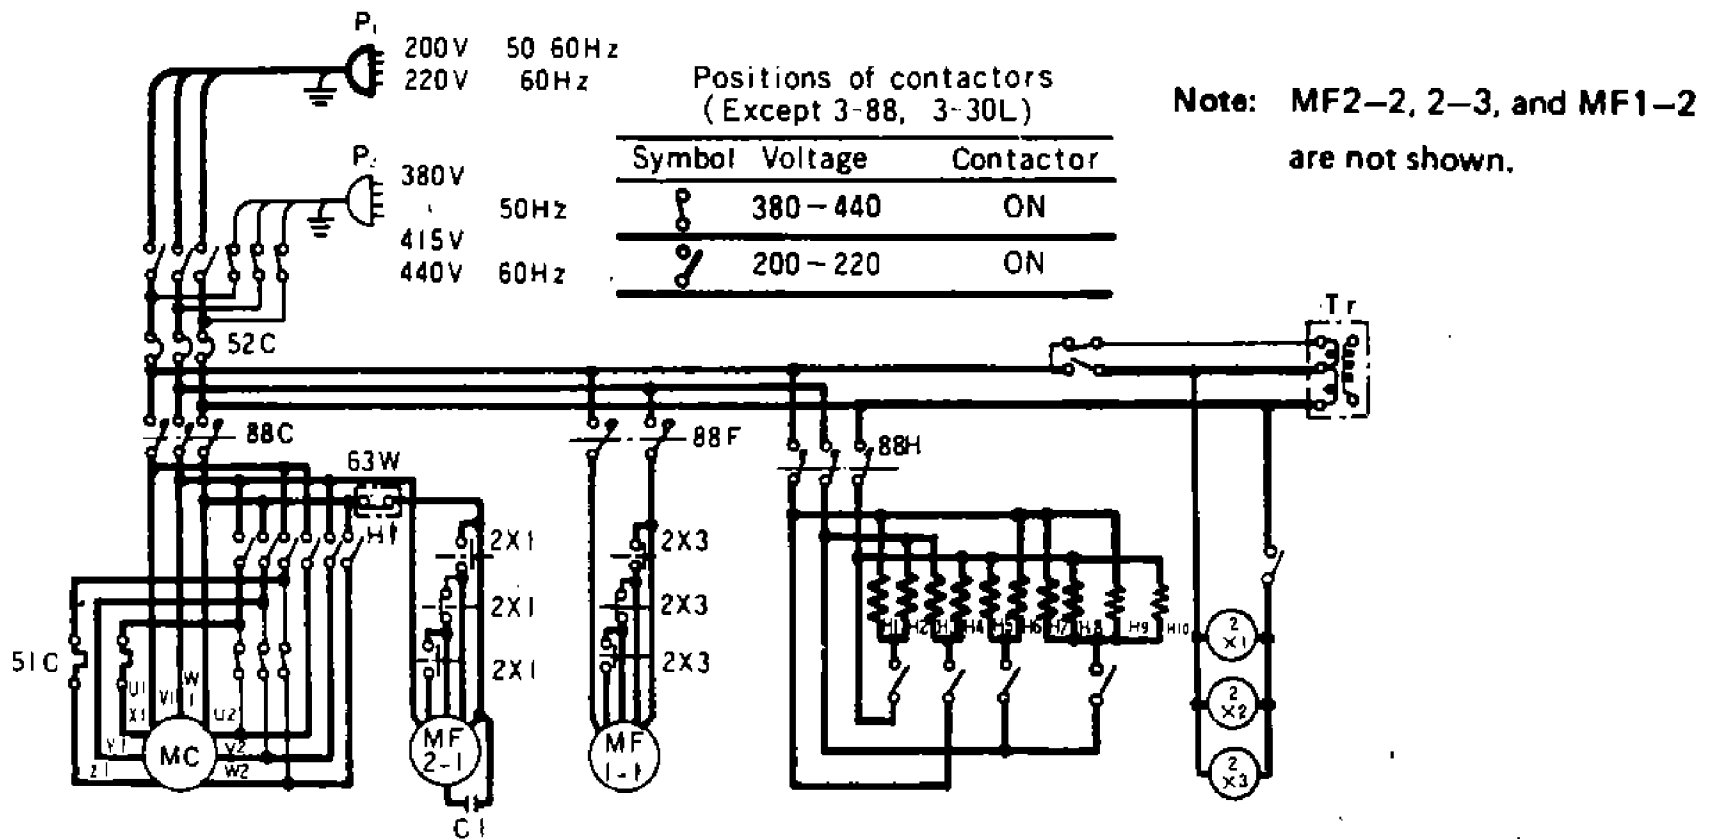 P1
200V 50 60Hz
220V 60Hz
Positions of contactors
(Except 3-88, 3-30L)
Symbol Voltage Contactor
380-440 ON
200-220 ON
Note: MF2-2, 2-3, and MF1-2
are not shown.
380V
50Hz
415V
440V 60Hz
Tr
52C
88C
88F
88H
63W
2X1
2X3
2X1
2X3
2X1
2X3
H1 H2 H3 H4 H5 H6 H7 H8 H9 H10
51C
U1
X1
V1
W
1
U2
Y1
Z1
V2
W2
MC
MF
2-1
MF
1-1
C1
2
X1
2
X2
2
X3